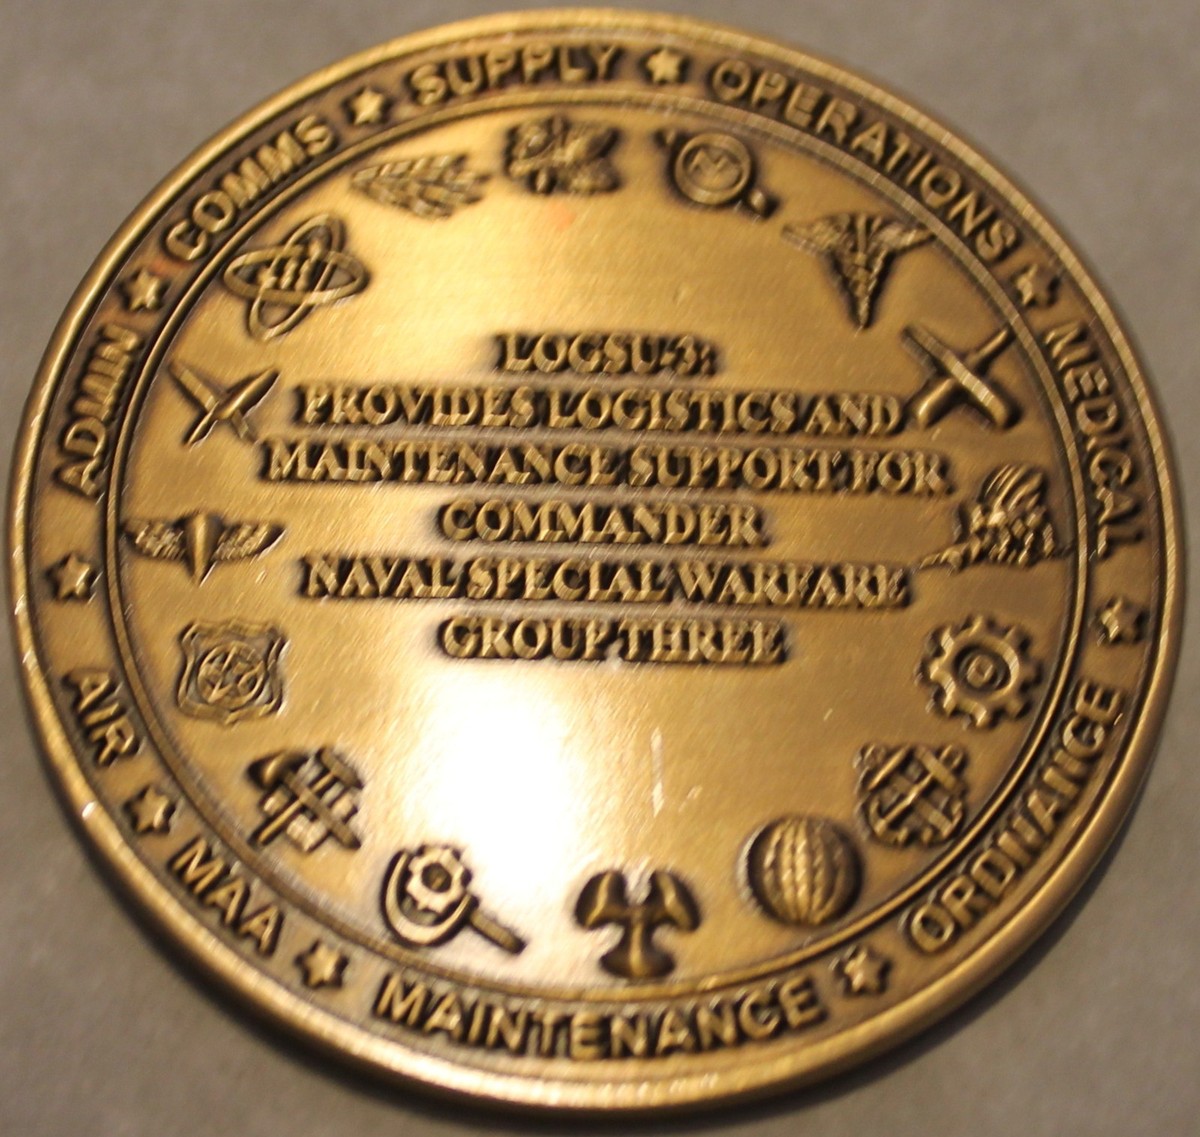 ADMIN ★ COMMS ★ SUPPLY ★ OPERATIONS ★ MEDICAL ★ ORDINANCE ★ MAINTENANCE ★ MAA ★ AIR ★
LOGSU-3:
PROVIDES LOGISTICS AND
MAINTENANCE SUPPORT FOR
COMMANDER
NAVAL SPECIAL WARFARE
GROUP THREE